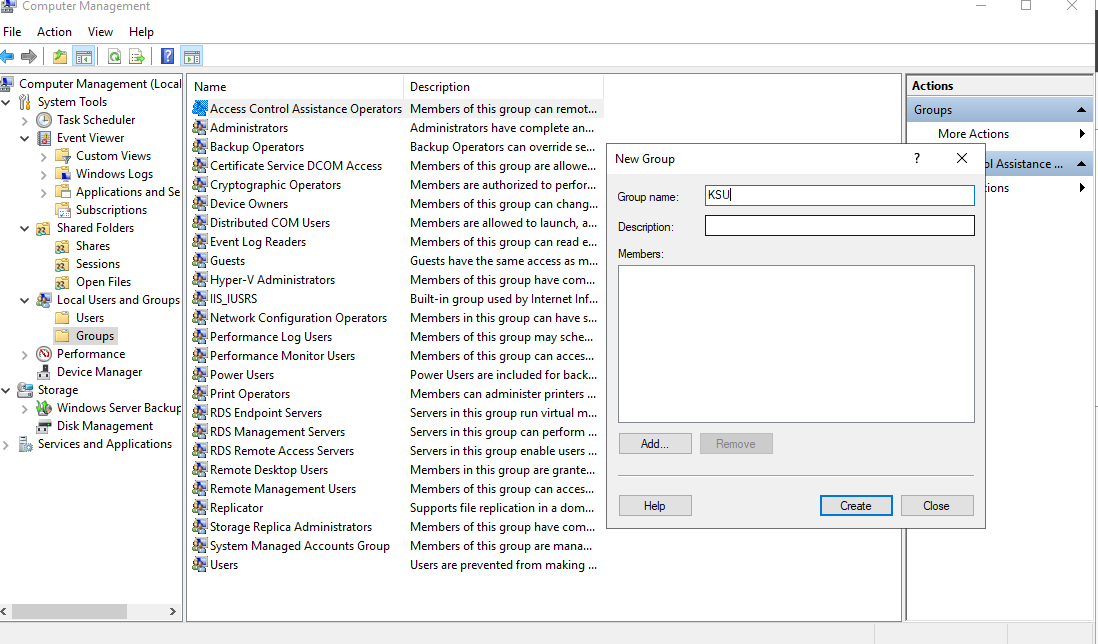 Computer Management
File Action View Help
Computer Management (Local
System Tools
Task Scheduler
Event Viewer
Custom Views
Windows Logs
Applications and Se
Subscriptions
Shared Folders
Shares
Sessions
Open Files
Local Users and Groups
Users
Groups
Performance
Device Manager
Storage
Windows Server Backup
Disk Management
Services and Applications
Name Description
Access Control Assistance Operators Members of this group can remot...
Administrators Administrators have complete an...
Backup Operators Backup Operators can override se...
Certificate Service DCOM Access Members of this group are allowe...
Cryptographic Operators Members are authorized to perfor...
Device Owners Members of this group can chang...
Distributed COM Users Members are allowed to launch, a...
Event Log Readers Members of this group can read e...
Guests Guests have the same access as m...
Hyper-V Administrators Members of this group have com...
IIS_IUSRS Built-in group used by Internet Inf...
Network Configuration Operators Members in this group can have s...
Performance Log Users Members of this group may sche...
Performance Monitor Users Members of this group can acces...
Power Users Power Users are included for back...
Print Operators Members can administer printers ...
RDS Endpoint Servers Servers in this group run virtual m...
RDS Management Servers Servers in this group can perform ...
RDS Remote Access Servers Servers in this group enable users ...
Remote Desktop Users Members in this group are grante...
Remote Management Users Members of this group can acces...
Replicator Supports file replication in a dom...
Storage Replica Administrators Members of this group have com...
System Managed Accounts Group Members of this group are mana...
Users Users are prevented from making ...
New Group ?
Group name: KSU
Description:
Members:
Add... Remove
Help Create Close
Actions
Groups
More Actions
ol Assistance ...
ions